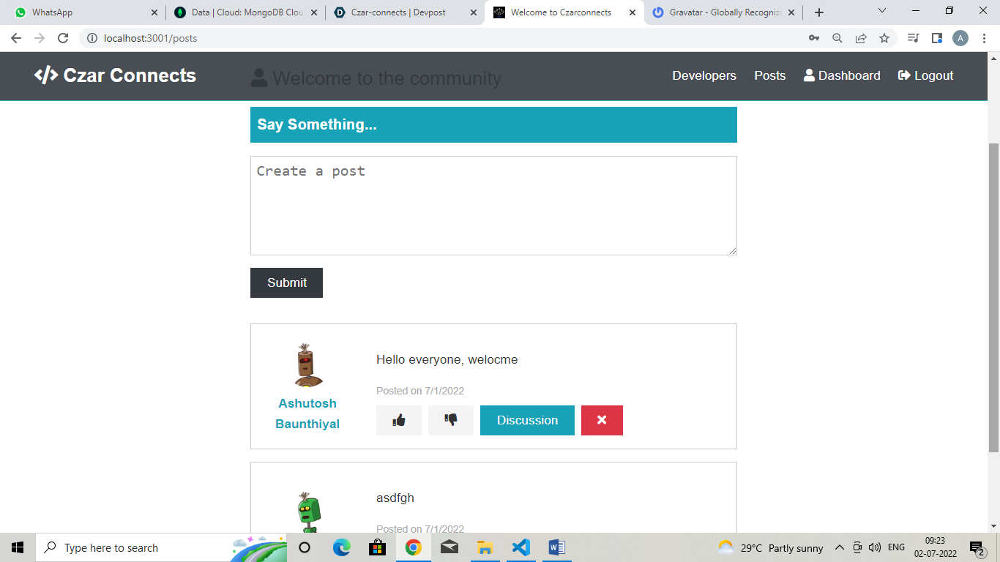 WhatsApp
Data | Cloud: MongoDB Clou
Czar-connects | Devpost
Welcome to Czarconnects
Gravatar - Globally Recogniz
localhost:3001/posts
A
Czar Connects
Welcome to the community
Developers
Posts
Dashboard
Logout
Say Something...
Create a post
Submit
Hello everyone, welocme
Posted on 7/1/2022
Ashutosh
Baunthiyal
Discussion
asdfgh
Posted on 7/1/2022
Type here to search
29°C Partly sunny
ENG
09:23
02-07-2022
2